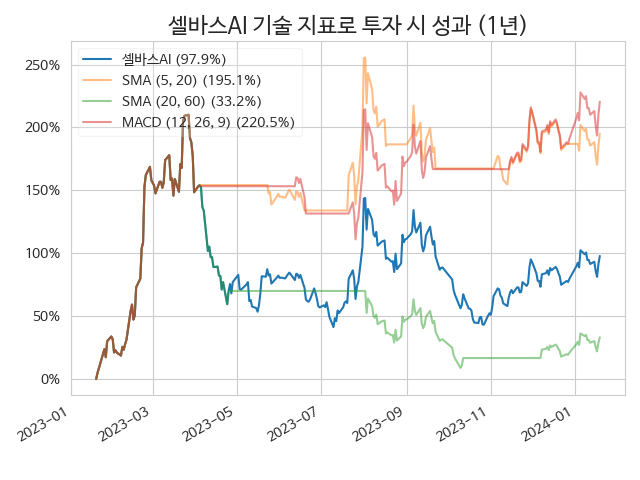 셀바스AI 기술 지표로 투자 시 성과 (1년)
셀바스AI (97.9%)
SMA (5, 20) (195.1%)
SMA (20, 60) (33.2%)
MACD (12, 26, 9) (220.5%)
250%
200%
150%
100%
50%
0%
2023-01
2023-03
2023-05
2023-07
2023-09
2023-11
2024-01